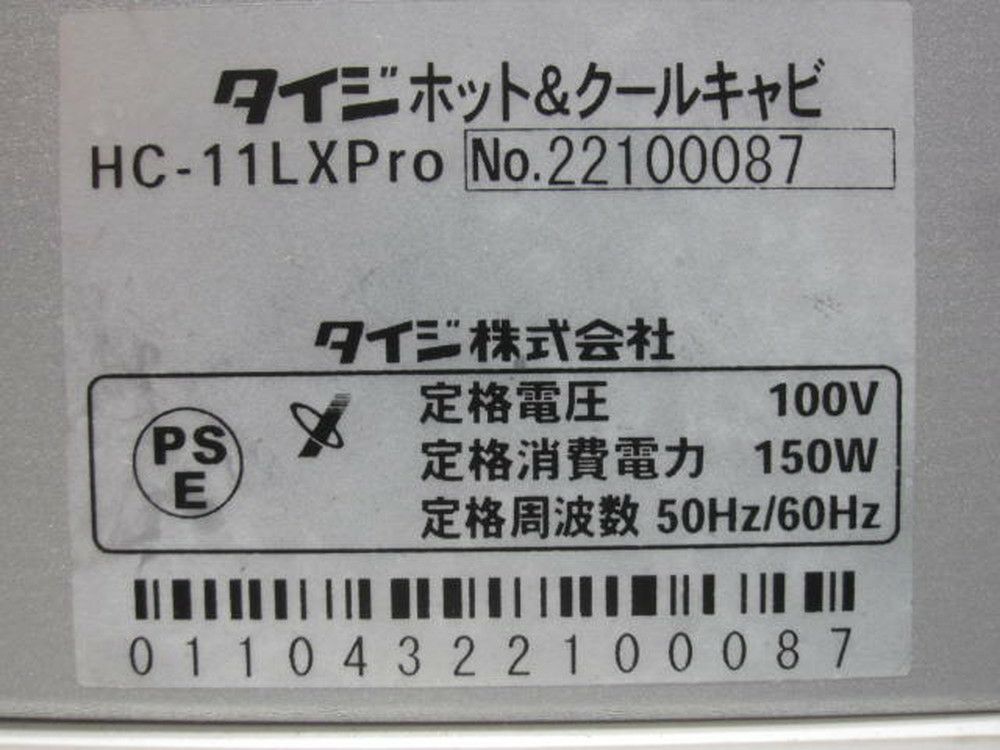 タイジホット&クールキャビ
HC-11LXPro No.22100087
タイジ株式会社
PSE
定格電圧 100V
定格消費電力 150W
定格周波数 50Hz/60Hz
01104322100087